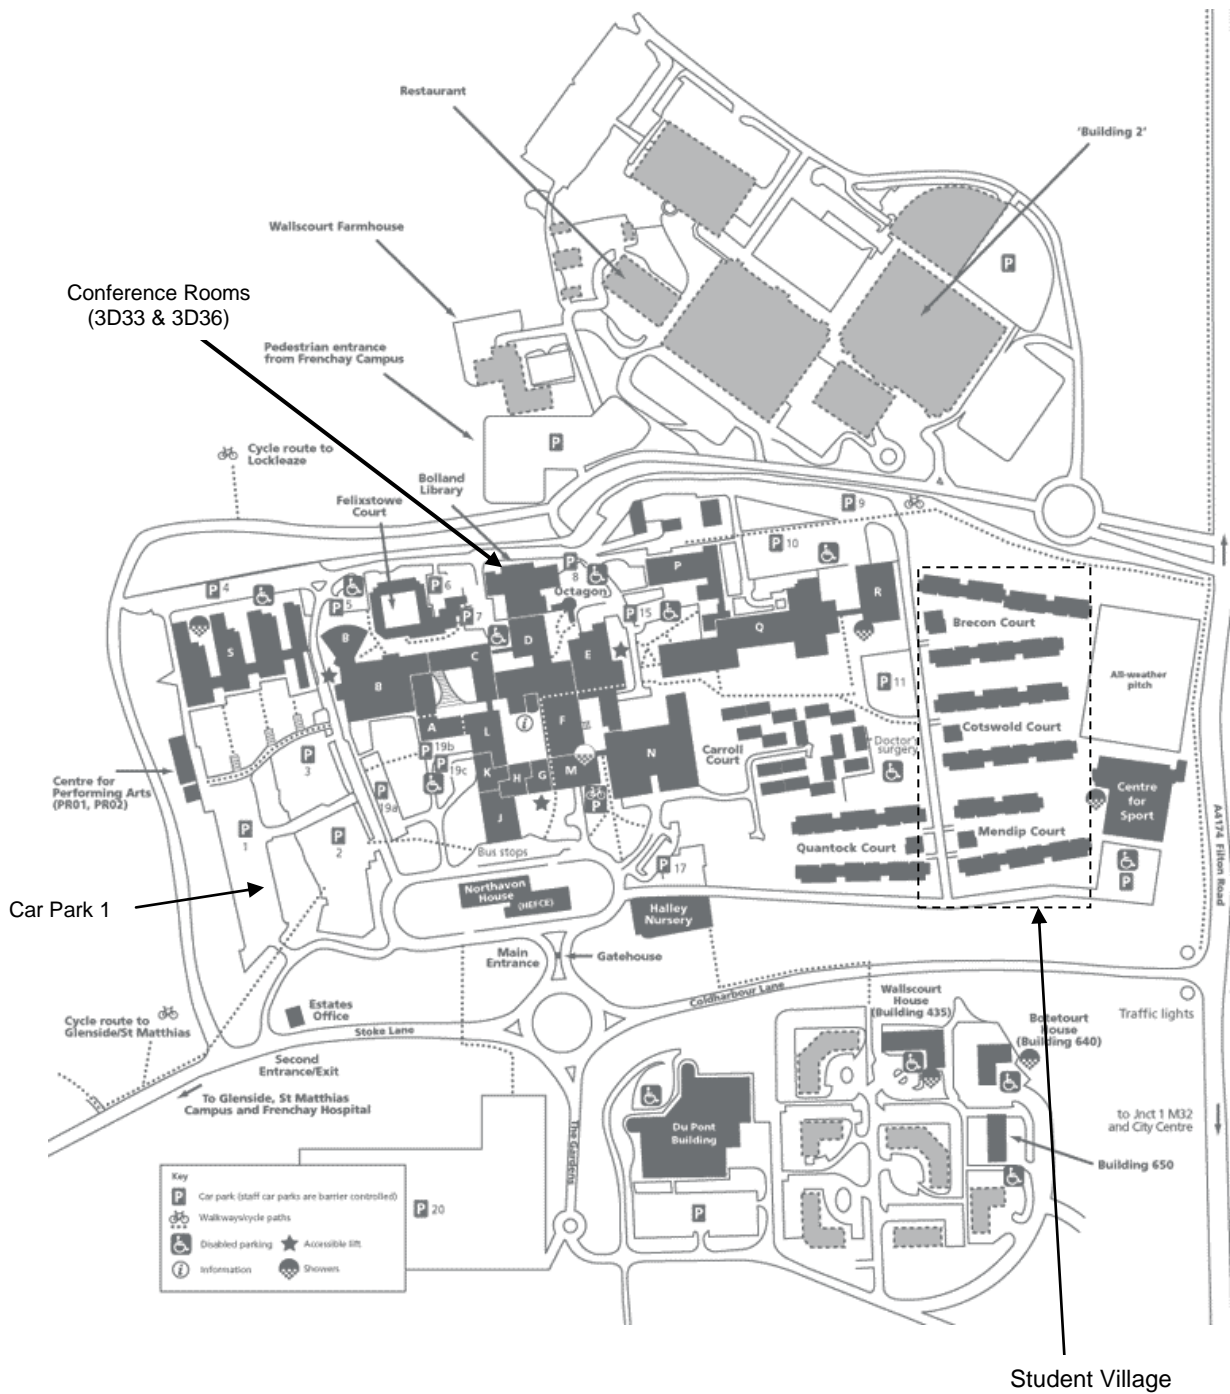 Restaurant
'Building 2'
Wallscourt Farmhouse
P
Conference Rooms
(3D33 & 3D36)
Pedestrian entrance
from Frenchay Campus
P
Cycle route to
Lockleaze
Bolland
Library
Felixstowe
Court
4
P 9
P 10
P 4
P 5
P 6
P 7
P 8
Octagon
P 15
P
R
S
B
B
C
D
E
Q
Brecon Court
All-weather
pitch
P 11
A
L
F
N
i
P 19b
P 19c
K
H
G
M
J
P
P 19a
Carroll
Court
Doctor's
surgery
Cotswold Court
P 3
Centre for
Performing Arts
(PR01, PR02)
P 1
P 2
Centre
for
Sport
Mendip Court
Quantock Court
Bus stops
P 17
P
A4174 Filton Road
Car Park 1
Northavon
House
(HEFCE)
Halley
Nursery
Main
Entrance
Gatehouse
Coldharbour Lane
Estates
Office
Stoke Lane
Cycle route to
Glenside/St Matthias
Second
Entrance/Exit
To Glenside, St Matthias
Campus and Frenchay Hospital
Wallscourt
House
(Building 435)
Botetourt
House
(Building 640)
Traffic lights
to Jnct 1 M32
and City Centre
Du Pont
Building
Building 650
The Gardens
P 20
P
Key
P Car park (staff car parks are barrier controlled)
Walkways/cycle paths
Disabled parking
Accessible lift
i Information
Showers
Student Village